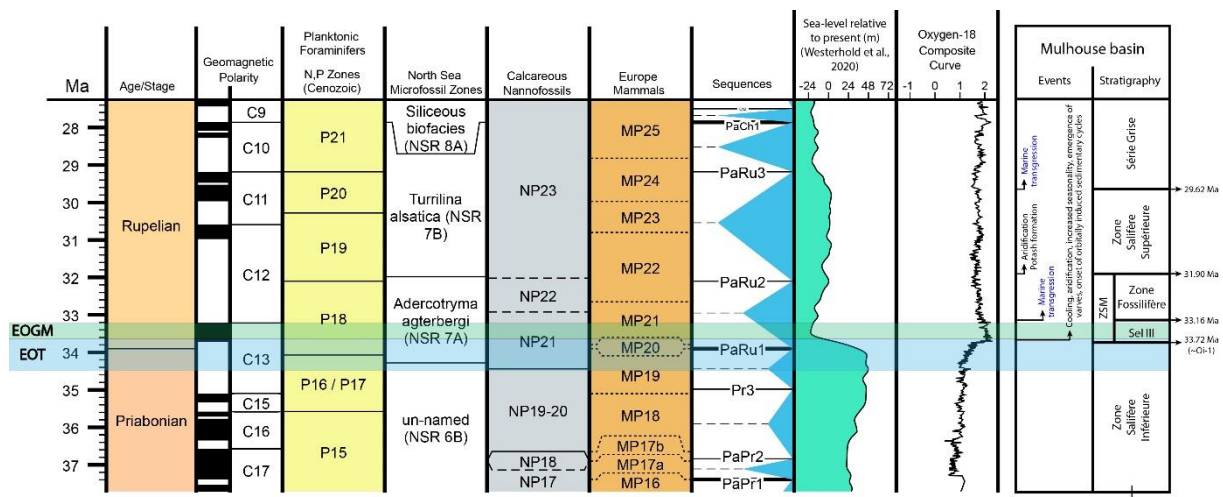 Ma
Age/Stage
Geomagnetic
Polarity
Planktonic
Foraminifers
N,P Zones
(Cenozoic)
North Sea
Microfossil Zones
Calcareous
Nannofossils
Europe
Mammals
Sequences
Sea-level relative
to present (m)
(Westerhold et al.,
2020)
-24 0 24 48 72
Oxygen-18
Composite
Curve
-1 0 1 2
Mulhouse basin
Events
Stratigraphy
28
29
30
31
32
33
34
35
36
37
EOGM
EOT
Rupelian
Priabonian
C9
C10
C11
C12
C13
C15
C16
C17
P21
P20
P19
P18
P16 / P17
P15
Siliceous
biofacies
(NSR 8A)
Turrilina
alsatica (NSR
7B)
Adercotryma
agterbergi
(NSR 7A)
un-named
(NSR 6B)
NP23
NP22
NP21
NP19-20
NP18
NP17
MP25
MP24
MP23
MP22
MP21
MP20
MP19
MP18
MP17b
MP17a
MP16
PaCh1
PaRu3
PaRu2
PaRu1
Pr3
PaPr2
PaPr1
Marine
transgression
Aridification
Potash formation
Marine
transgression
Cooling, aridification, increased seasonality, emergence of
varves, onset of orbitally induced sedimentary cycles
Série Grise
Zone
Salifère
Supérieure
ZSM
Zone
Fossilifère
Sel III
Zone
Salifère
Inférieure
29.62 Ma
31.90 Ma
33.16 Ma
33.72 Ma
(~Oi-1)